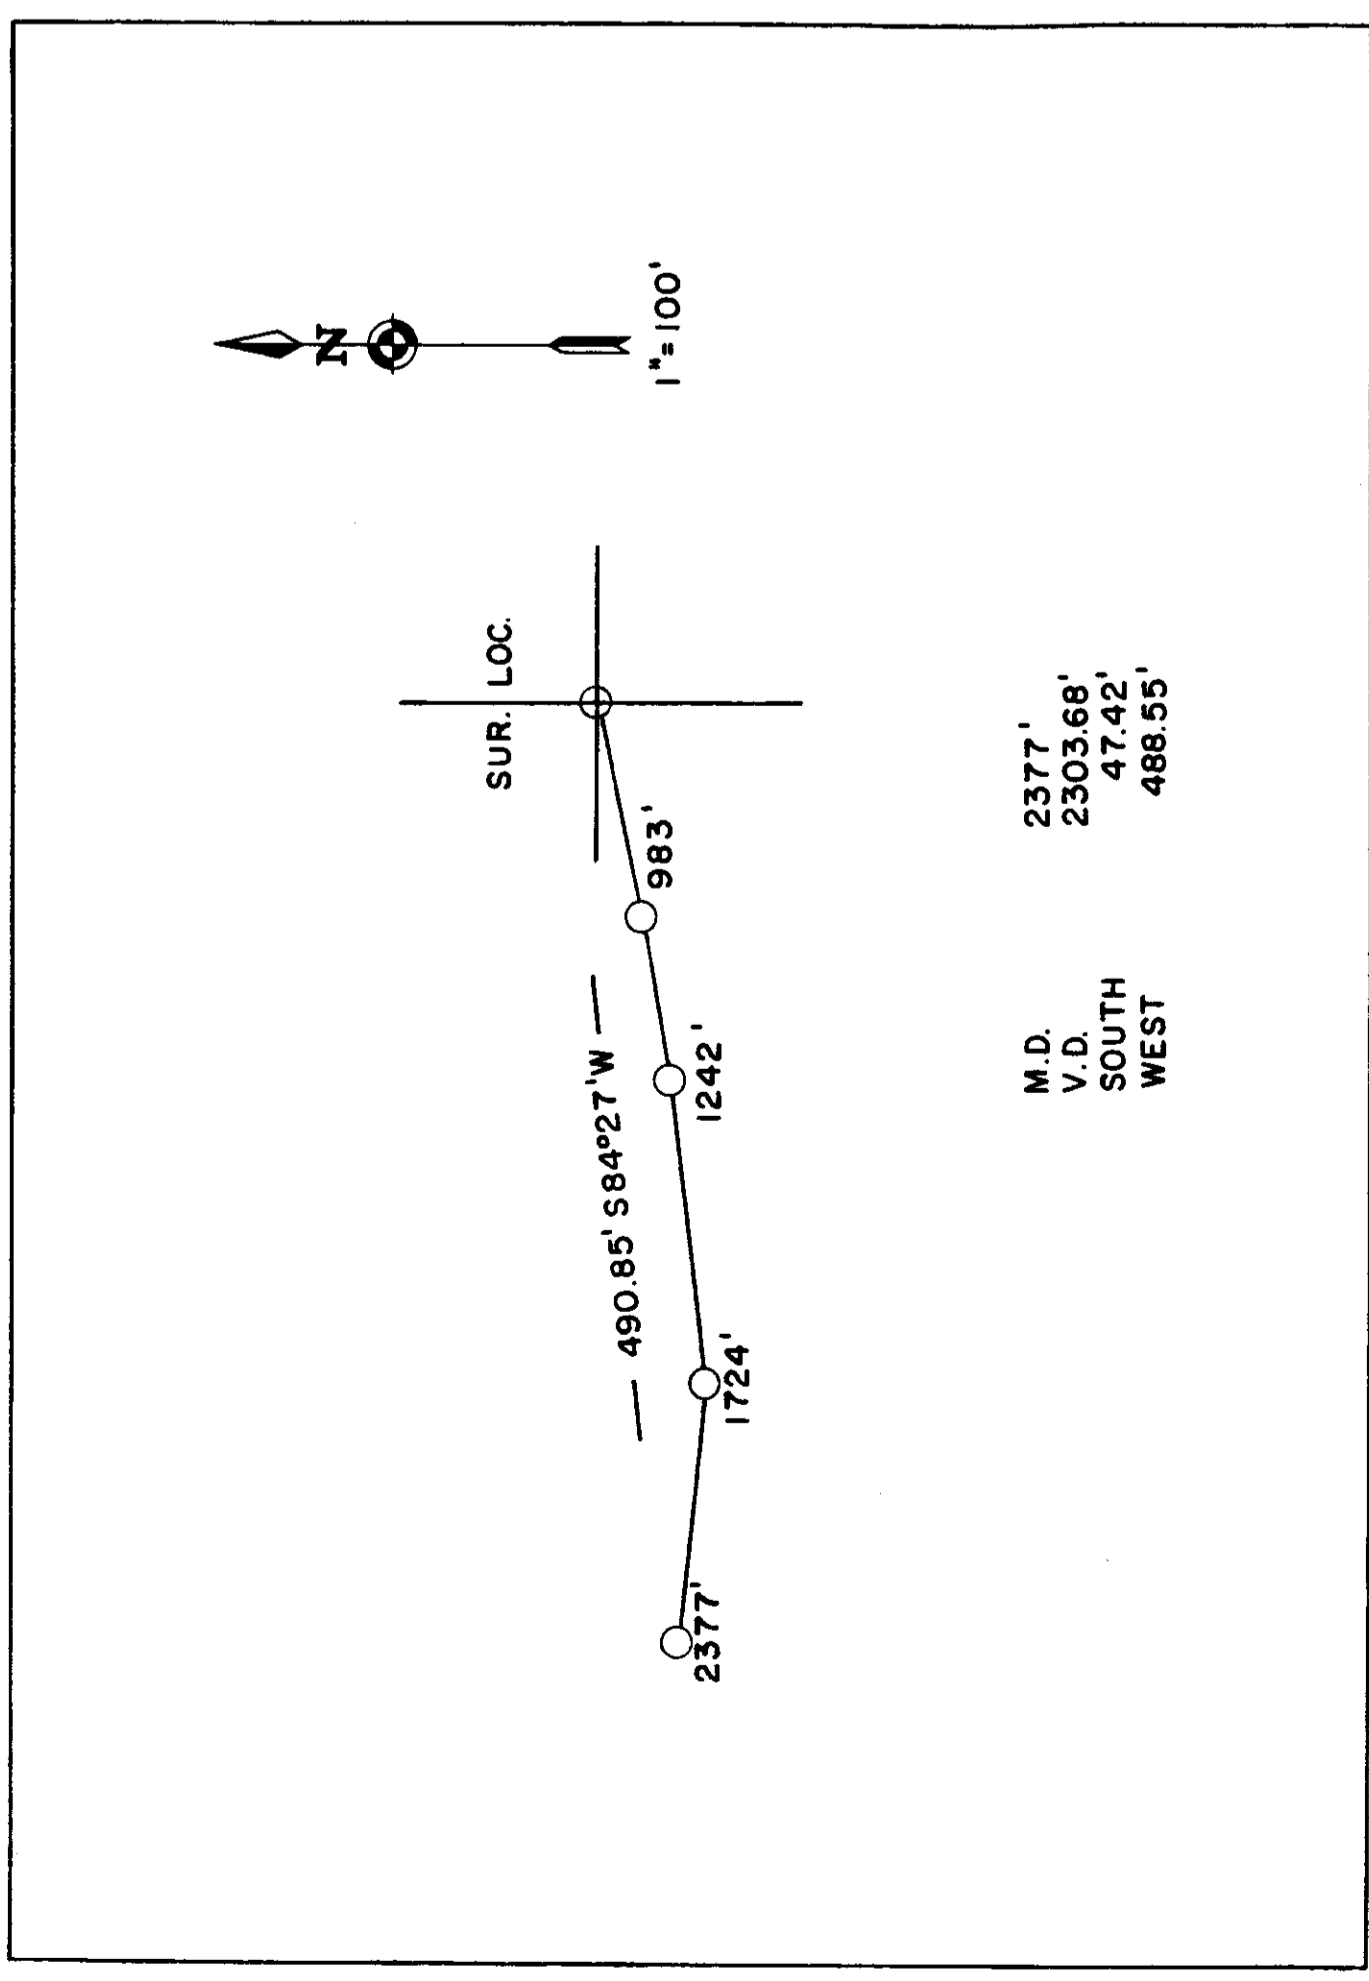 N
1"=100'
SUR. LOC.
983'
490.85' S84°27'W
1242'
1724'
2377'
M.D. 2377'
V.D. 2303.68'
SOUTH 47.42'
WEST 488.55'